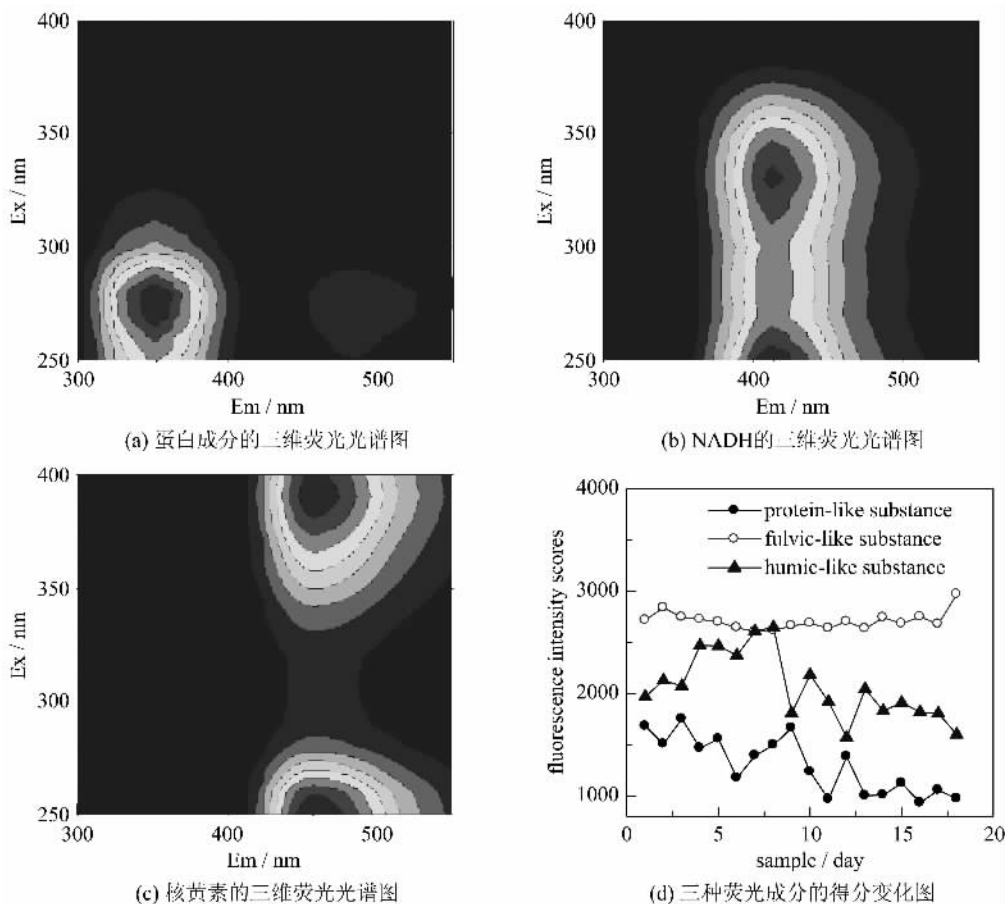 400
350
300
250
Ex / nm
300 400 500
Em / nm
(a) 蛋白成分的三维荧光光谱图
400
350
300
250
Ex / nm
300 400 500
Em / nm
(b) NADH的三维荧光光谱图
400
350
300
250
Ex / nm
300 400 500
Em / nm
(c) 核黄素的三维荧光光谱图
4000
3000
2000
1000
fluorescence intensity scores
protein-like substance
fulvic-like substance
humic-like substance
0 5 10 15 20
sample / day
(d) 三种荧光成分的得分变化图